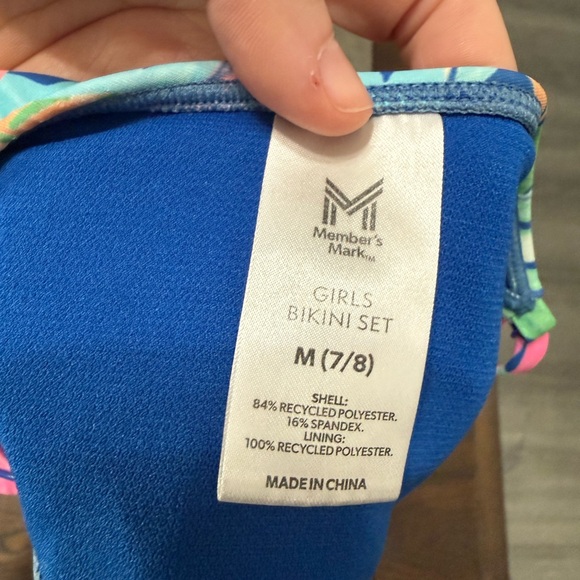 Member's
Mark™
GIRLS
BIKINI SET
M (7/8)
SHELL:
84% RECYCLED POLYESTER.
16% SPANDEX.
LINING:
100% RECYCLED POLYESTER.
MADE IN CHINA